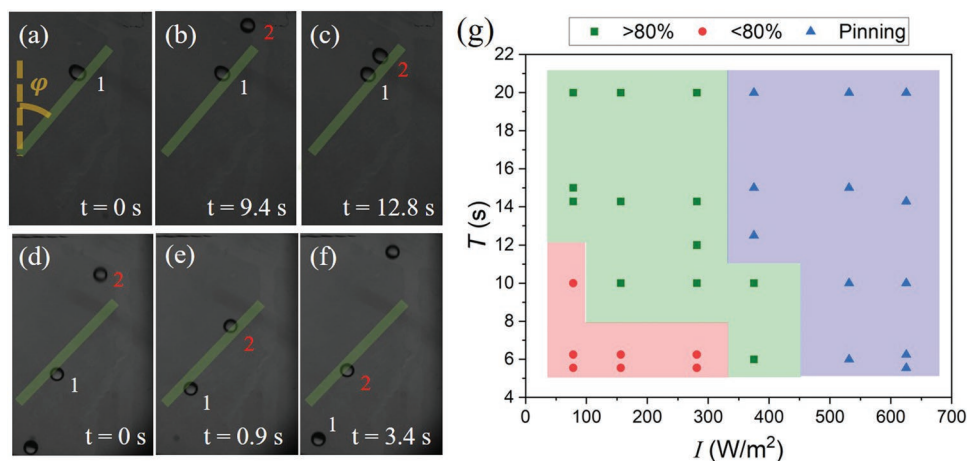 (a)
φ
1
t = 0 s
(b)
2
1
t = 9.4 s
(c)
2
1
t = 12.8 s
(d)
2
1
t = 0 s
(e)
2
1
t = 0.9 s
(f)
2
1
t = 3.4 s
(g)
>80% <80% Pinning
22
20
18
16
14
12
10
8
6
4
T (s)
0 100 200 300 400 500 600 700
I (W/m²)